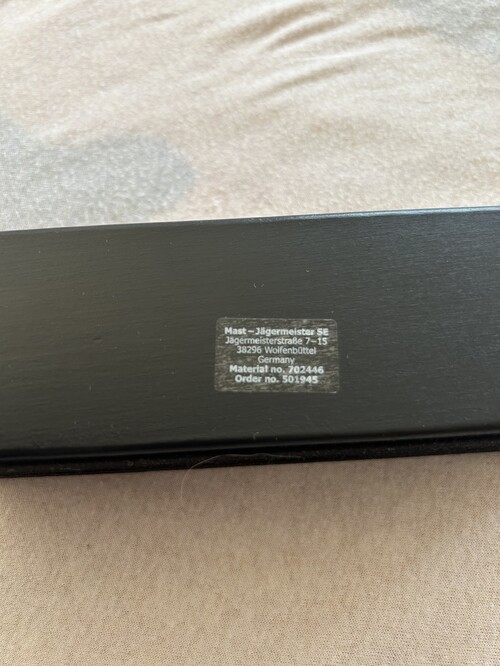 Mast – Jägermeister SE
Jägermeisterstraße 7–15
38296 Wolfenbüttel
Germany
Material no. 702446
Order no. 501945